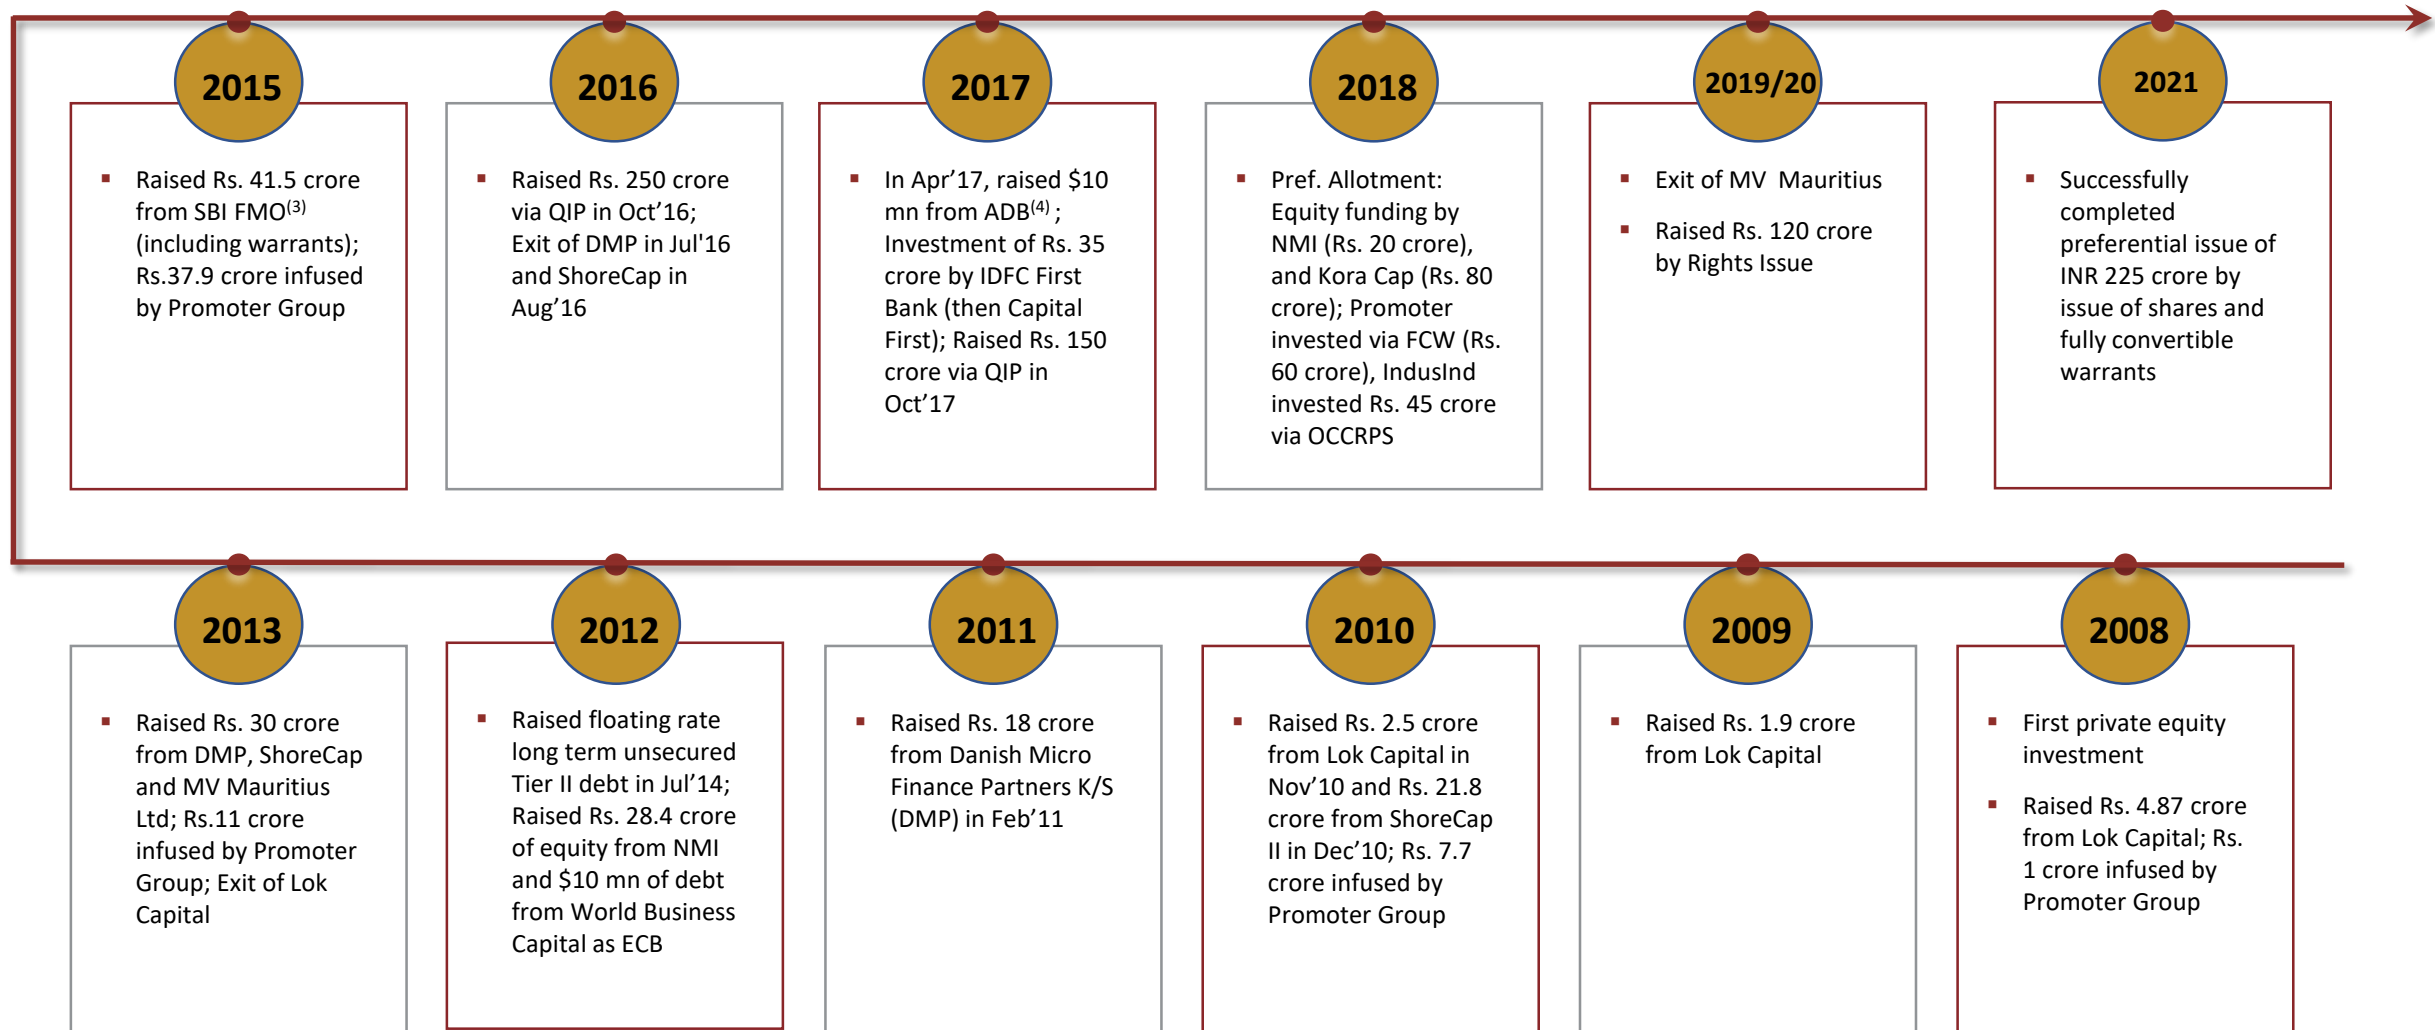 2015
Raised Rs. 41.5 crore
from SBI FMO(3)
(including warrants);
Rs.37.9 crore infused
by Promoter Group
2016
Raised Rs. 250 crore
via QIP in Oct’16;
Exit of DMP in Jul'16
and ShoreCap in
Aug’16
2017
In Apr’17, raised $10
mn from ADB(4) ;
Investment of Rs. 35
crore by IDFC First
Bank (then Capital
First); Raised Rs. 150
crore via QIP in
Oct’17
2018
Pref. Allotment:
Equity funding by
NMI (Rs. 20 crore),
and Kora Cap (Rs. 80
crore); Promoter
invested via FCW (Rs.
60 crore), IndusInd
invested Rs. 45 crore
via OCCRPS
2019/20
Exit of MV Mauritius
Raised Rs. 120 crore
by Rights Issue
2021
Successfully
completed
preferential issue of
INR 225 crore by
issue of shares and
fully convertible
warrants
2013
Raised Rs. 30 crore
from DMP, ShoreCap
and MV Mauritius
Ltd; Rs.11 crore
infused by Promoter
Group; Exit of Lok
Capital
2012
Raised floating rate
long term unsecured
Tier II debt in Jul’14;
Raised Rs. 28.4 crore
of equity from NMI
and $10 mn of debt
from World Business
Capital as ECB
2011
Raised Rs. 18 crore
from Danish Micro
Finance Partners K/S
(DMP) in Feb’11
2010
Raised Rs. 2.5 crore
from Lok Capital in
Nov’10 and Rs. 21.8
crore from ShoreCap
II in Dec’10; Rs. 7.7
crore infused by
Promoter Group
2009
Raised Rs. 1.9 crore
from Lok Capital
2008
First private equity
investment
Raised Rs. 4.87 crore
from Lok Capital; Rs.
1 crore infused by
Promoter Group